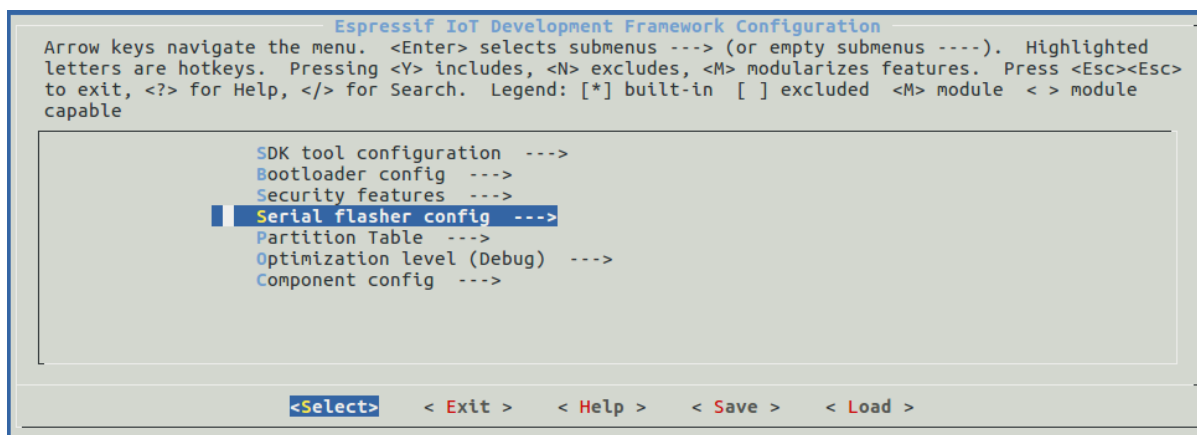 Espressif IoT Development Framework Configuration
Arrow keys navigate the menu.  <Enter> selects submenus ---> (or empty submenus ----).  Highlighted
letters are hotkeys.  Pressing <Y> includes, <N> excludes, <M> modularizes features.  Press <Esc><Esc>
to exit, <?> for Help, </> for Search.  Legend: [*] built-in  [ ] excluded  <M> module  < > module
capable
SDK tool configuration  --->
Bootloader config  --->
Security features  --->
Serial flasher config  --->
Partition Table  --->
Optimization level (Debug)  --->
Component config  --->
<Select>    < Exit >    < Help >    < Save >    < Load >